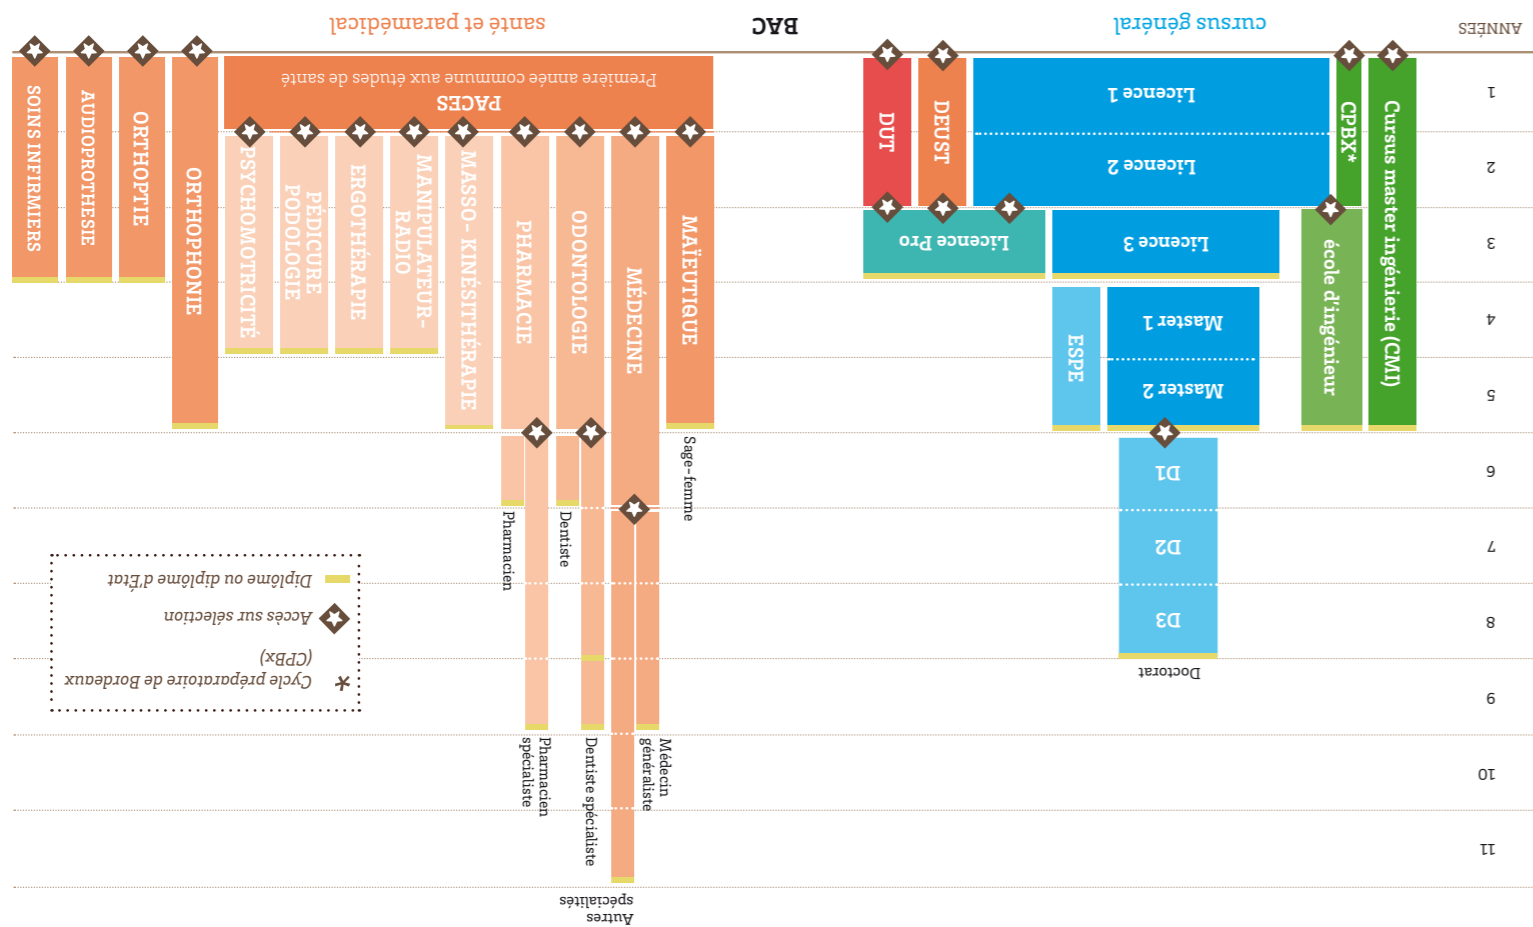 11
10
9
8
7
6
5
4
3
2
1
ANNÉES
Doctorat
D3
D2
D1
Master 2
Master 1
ESPE
Licence 3
Licence Pro
Licence 2
Licence 1
Cursus master ingénierie (CMI)
école d'ingénieur
CPBX*
DEUST
DUT
cursus général
BAC
Autres
spécialités
Médecin
généraliste
Dentiste spécialiste
Pharmacien
spécialiste
Sage-femme
Dentiste
Pharmacien
MAÏEUTIQUE
MÉDECINE
ODONTOLOGIE
PHARMACIE
MASSO-KINÉSITHÉRAPIE
MANIPULATEUR-
RADIO
ERGOTHÉRAPIE
PÉDICURE
PODOLOGIE
PSYCHOMOTRICITÉ
PACES
Première année commune aux études de santé
ORTHOPHONIE
ORTHOPTIE
AUDIOPROTHESIE
SOINS INFIRMIERS
santé et paramédical
* Cycle préparatoire de Bordeaux
(CPBx)
Accès sur sélection
Diplôme ou diplôme d'État